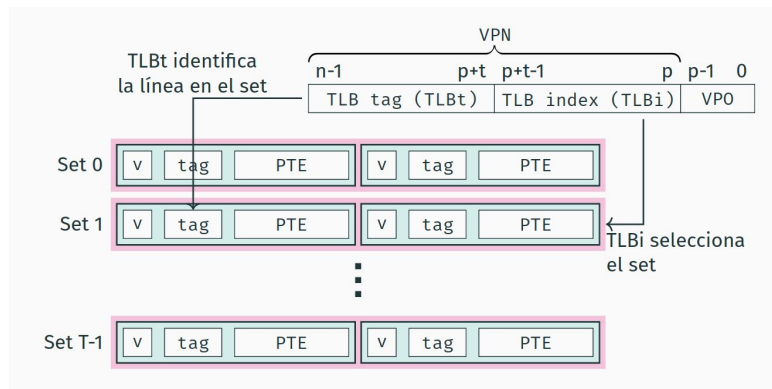 VPN
TLBt identifica
la línea en el set
n-1 p+t p+t-1 p p-1 0
TLB tag (TLBt) TLB index (TLBi) VPO
Set 0 v tag PTE v tag PTE
Set 1 v tag PTE v tag PTE
TLBi selecciona
el set
Set T-1 v tag PTE v tag PTE